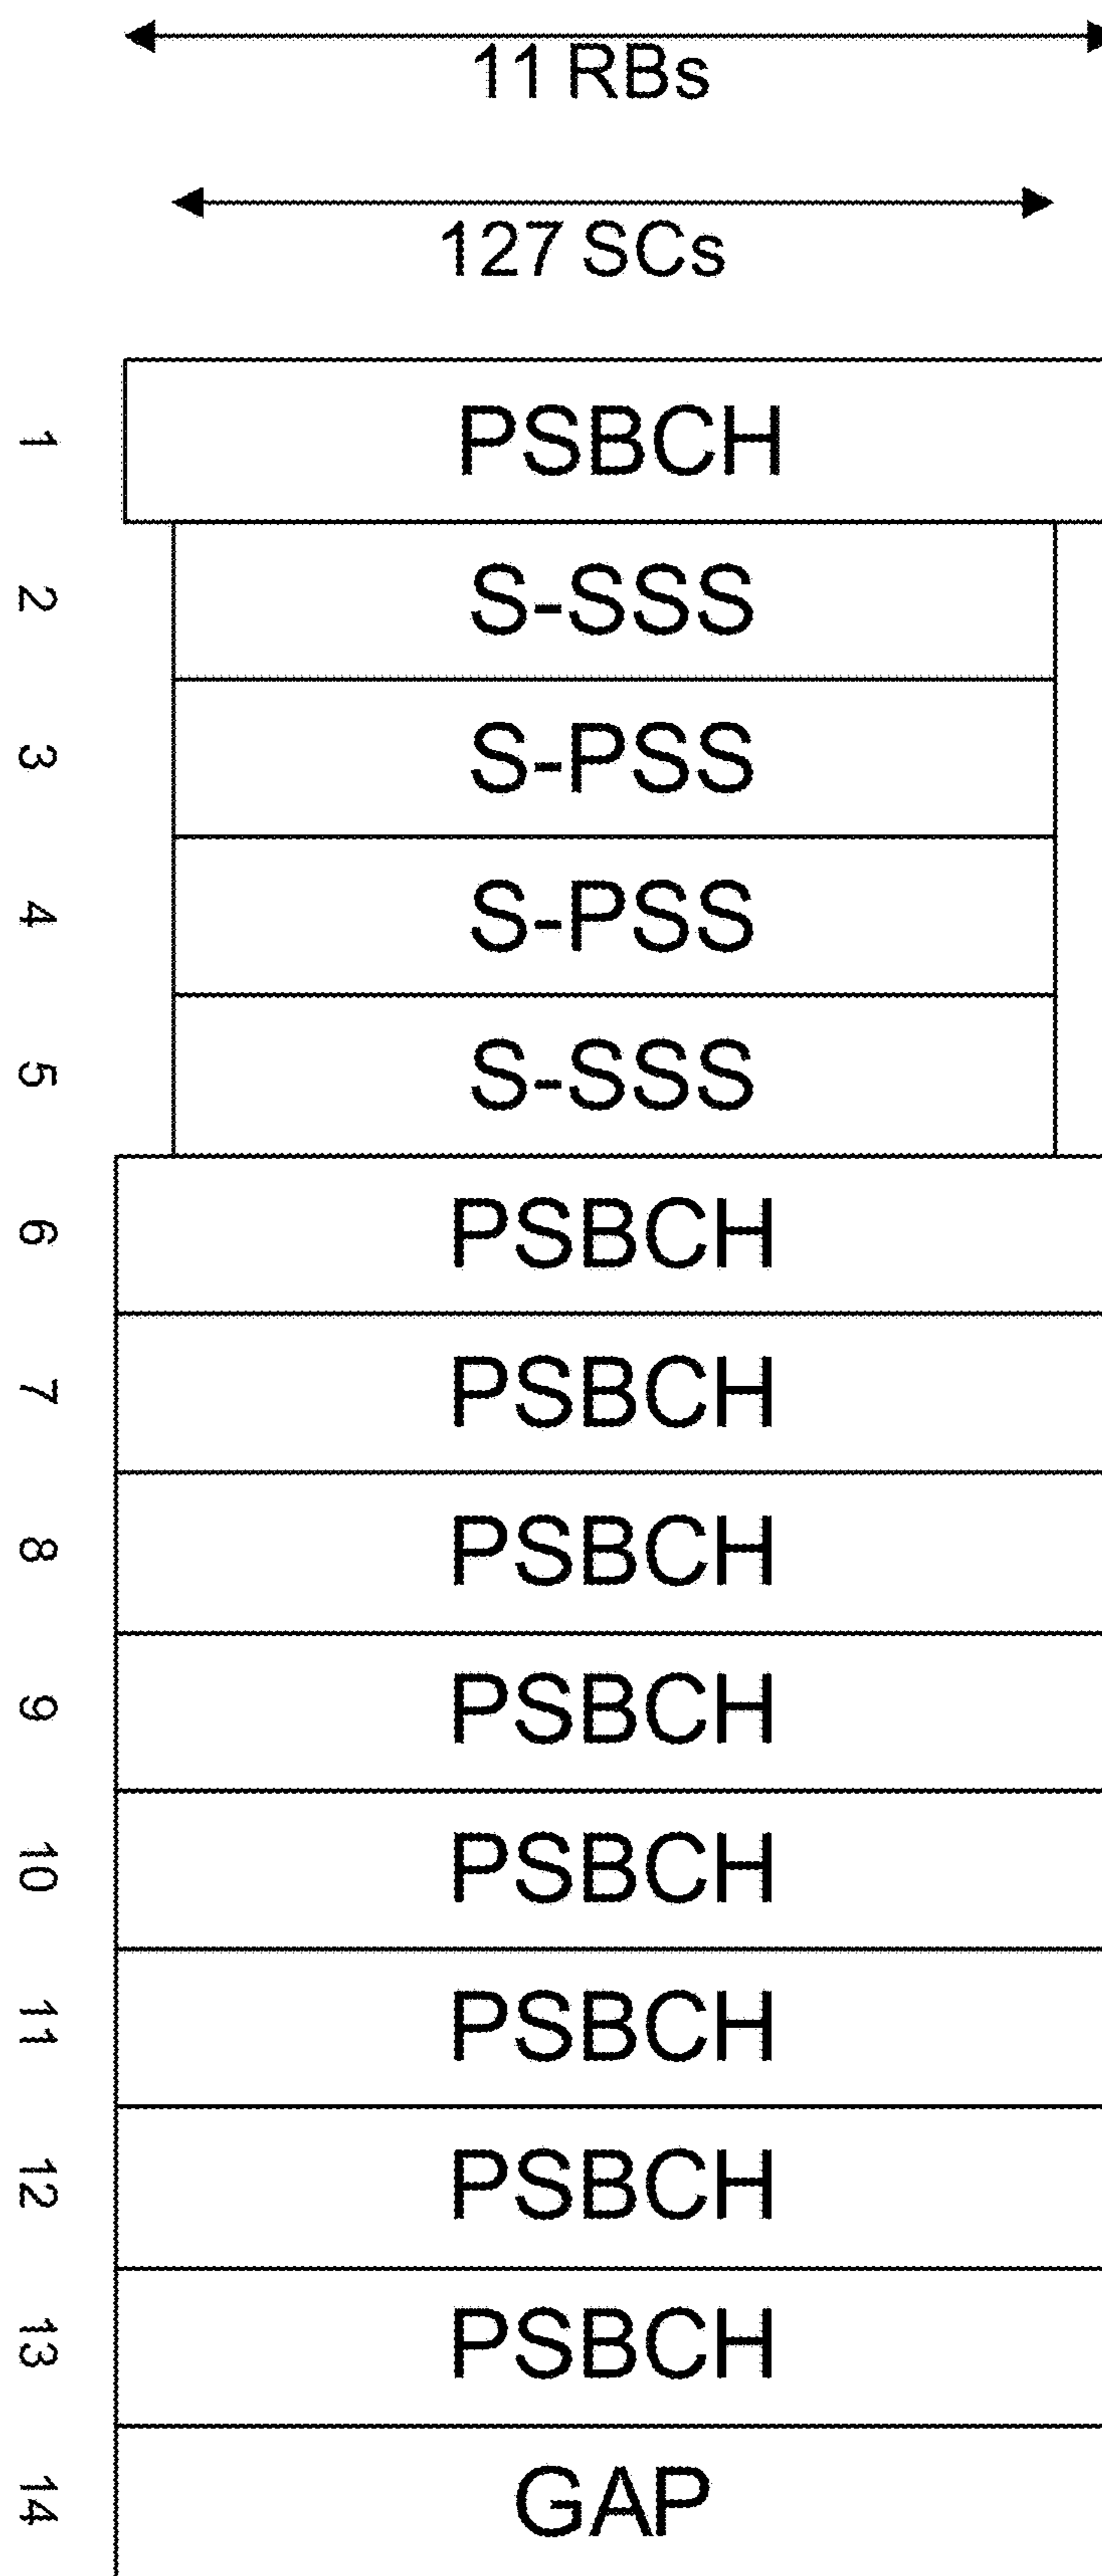 11 RBs
127 SCs
1 PSBCH
2 S-SSS
3 S-PSS
4 S-PSS
5 S-SSS
6 PSBCH
7 PSBCH
8 PSBCH
9 PSBCH
10 PSBCH
11 PSBCH
12 PSBCH
13 PSBCH
14 GAP